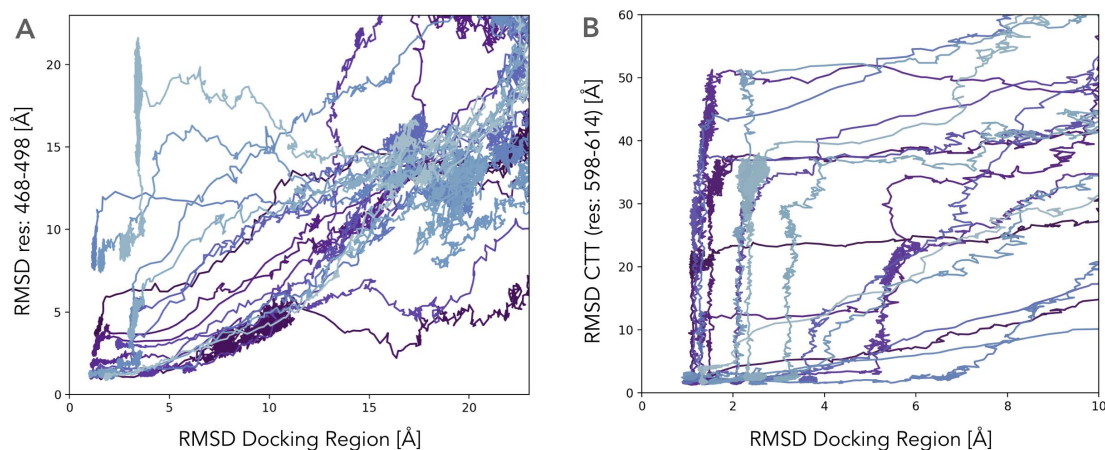 A
RMSD res: 468-498 [Å]
20
15
10
5
0
0 5 10 15 20
RMSD Docking Region [Å]
B
RMSD CTT (res: 598-614) [Å]
60
50
40
30
20
10
0
0 2 4 6 8 10
RMSD Docking Region [Å]